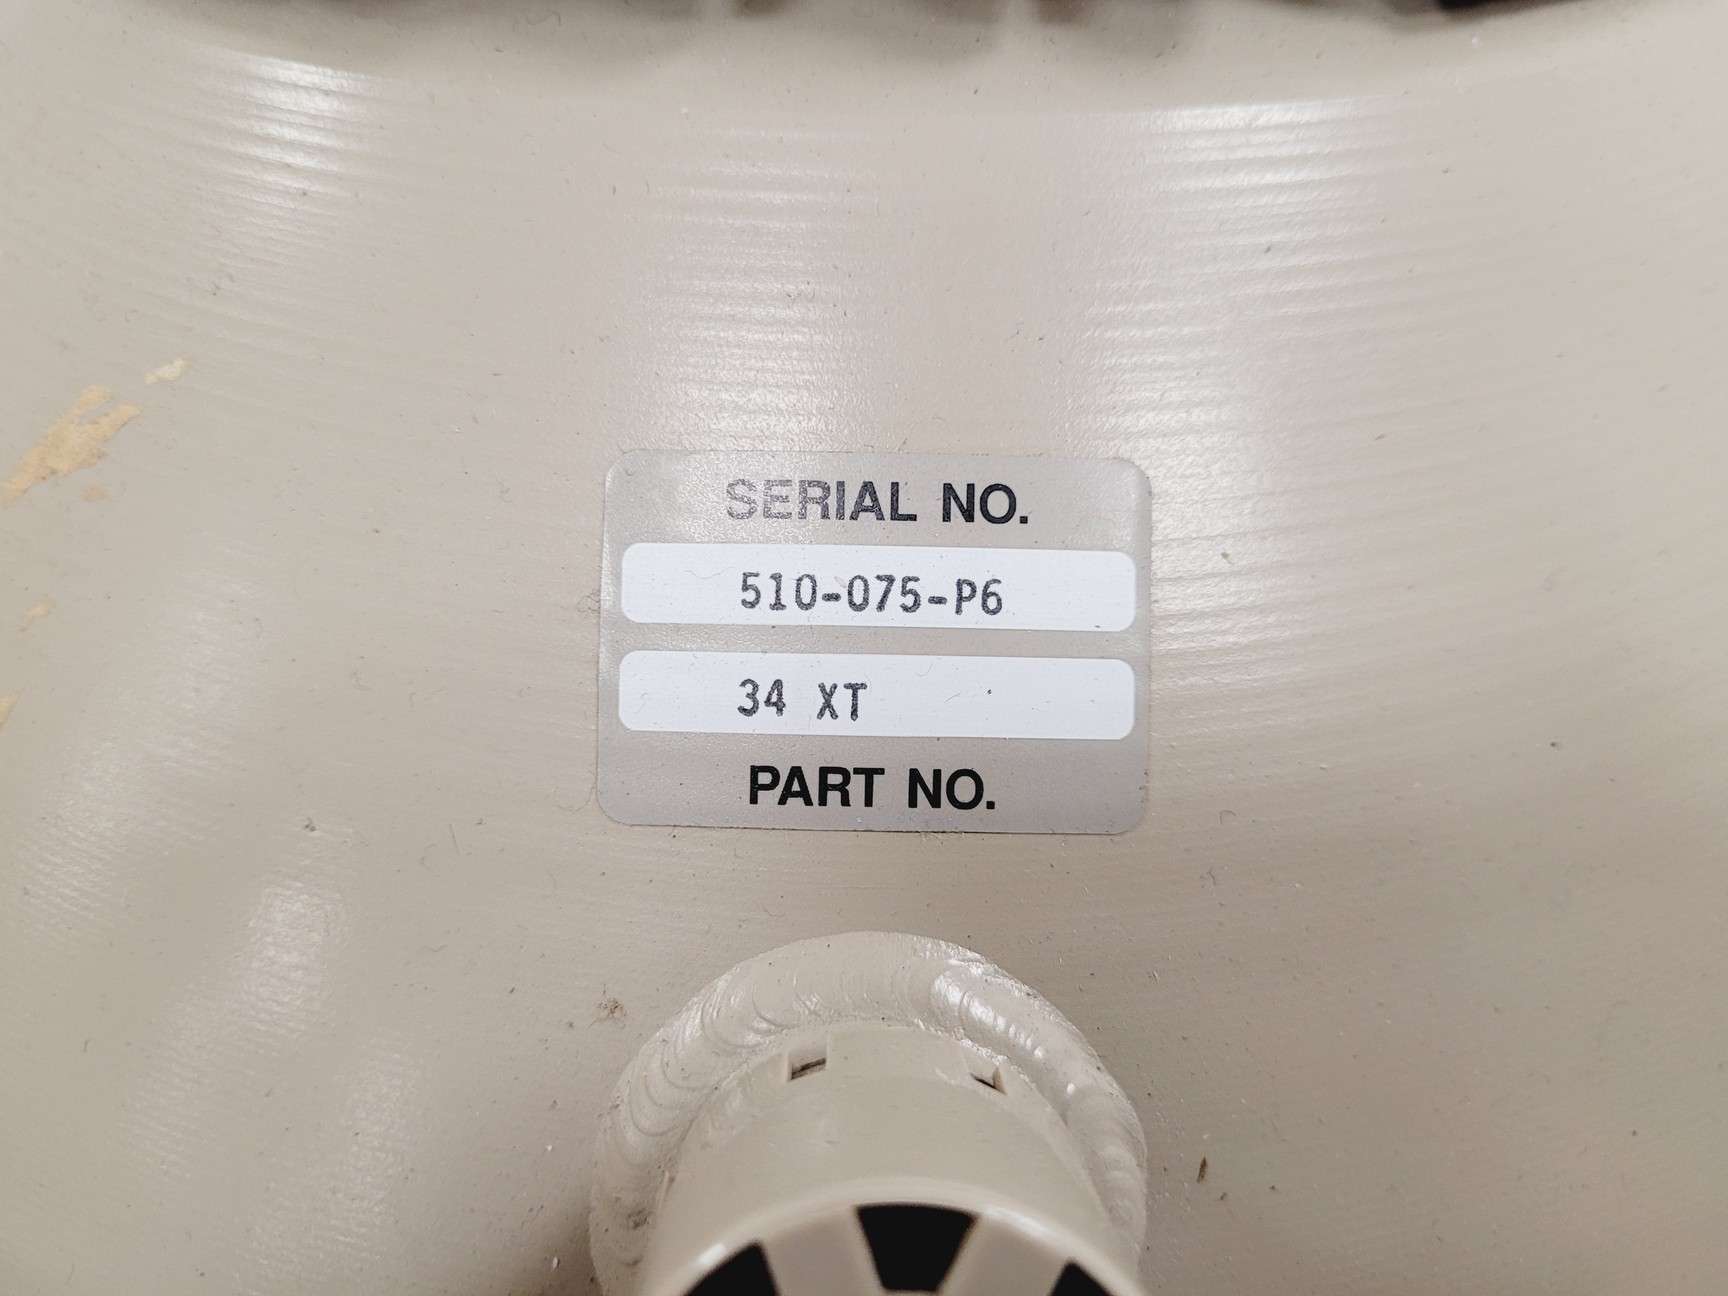 SERIAL NO.
510-075-P6
34 XT
PART NO.